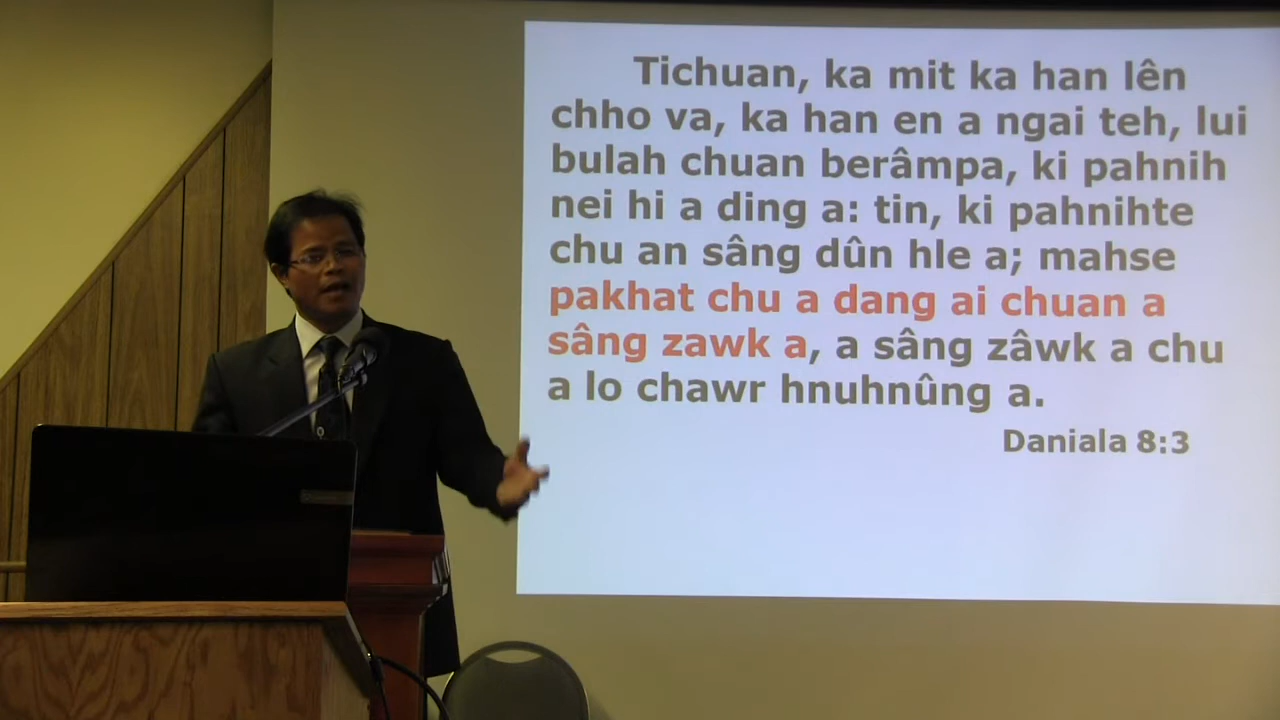 Tichuan, ka mit ka han lên
chho va, ka han en a ngai teh, lui
bulah chuan berâmpa, ki pahnih
nei hi a ding a: tin, ki pahnihte
chu an sâng dûn hle a; mahse
pakhat chu a dang ai chuan a
sâng zawk a, a sâng zâwk a chu
a lo chawr hnuhnûng a.
Daniala 8:3